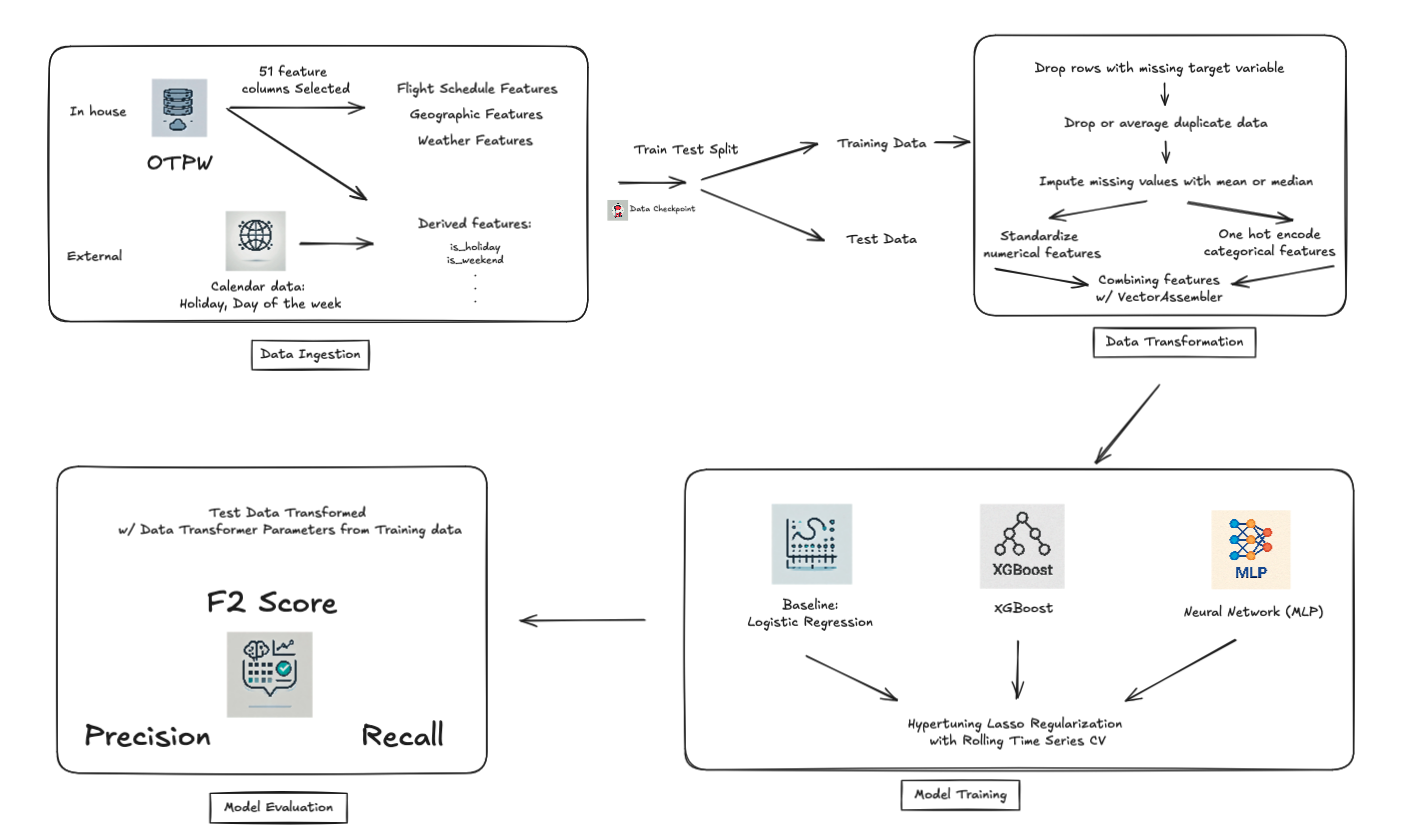 In house
OTPW
51 feature
columns Selected
Flight Schedule Features
Geographic Features
Weather Features
External
Calendar data:
Holiday, Day of the week
Derived features:
is_holiday
is_weekend
.
.
.
Data Ingestion
Train Test Split
Data Checkpoint
Training Data
Test Data
Drop rows with missing target variable
Drop or average duplicate data
Impute missing values with mean or median
Standardize
numerical features
One hot encode
categorical features
Combining features
w/ VectorAssembler
Data Transformation
XGBoost
MLP
Baseline:
Logistic Regression
XGBoost
Neural Network (MLP)
Hypertuning Lasso Regularization
with Rolling Time Series CV
Model Training
Test Data Transformed
w/ Data Transformer Parameters from Training data
F2 Score
Precision
Recall
Model Evaluation